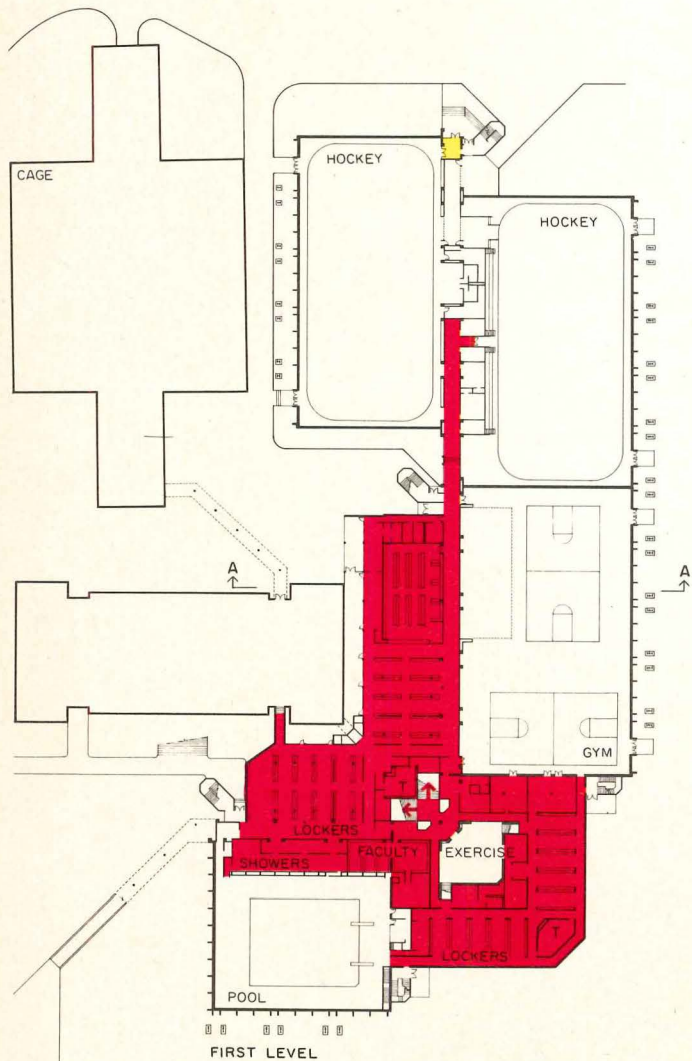 HOCKEY
CAGE
HOCKEY
A
A
GYM
T
LOCKERS
FACULTY
EXERCISE
SHOWERS
T
LOCKERS
POOL
FIRST LEVEL